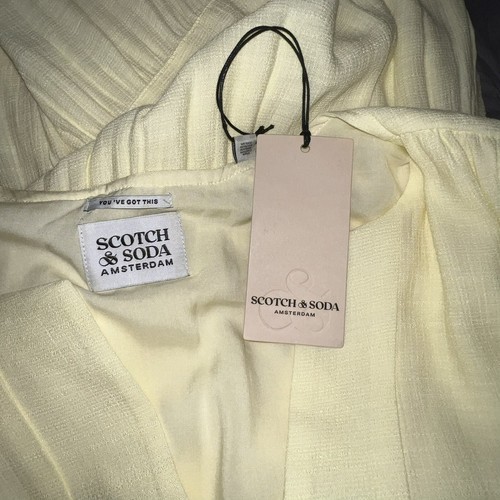 YOU'VE GOT THIS
SCOTCH
& SODA
AMSTERDAM
SCOTCH & SODA
AMSTERDAM